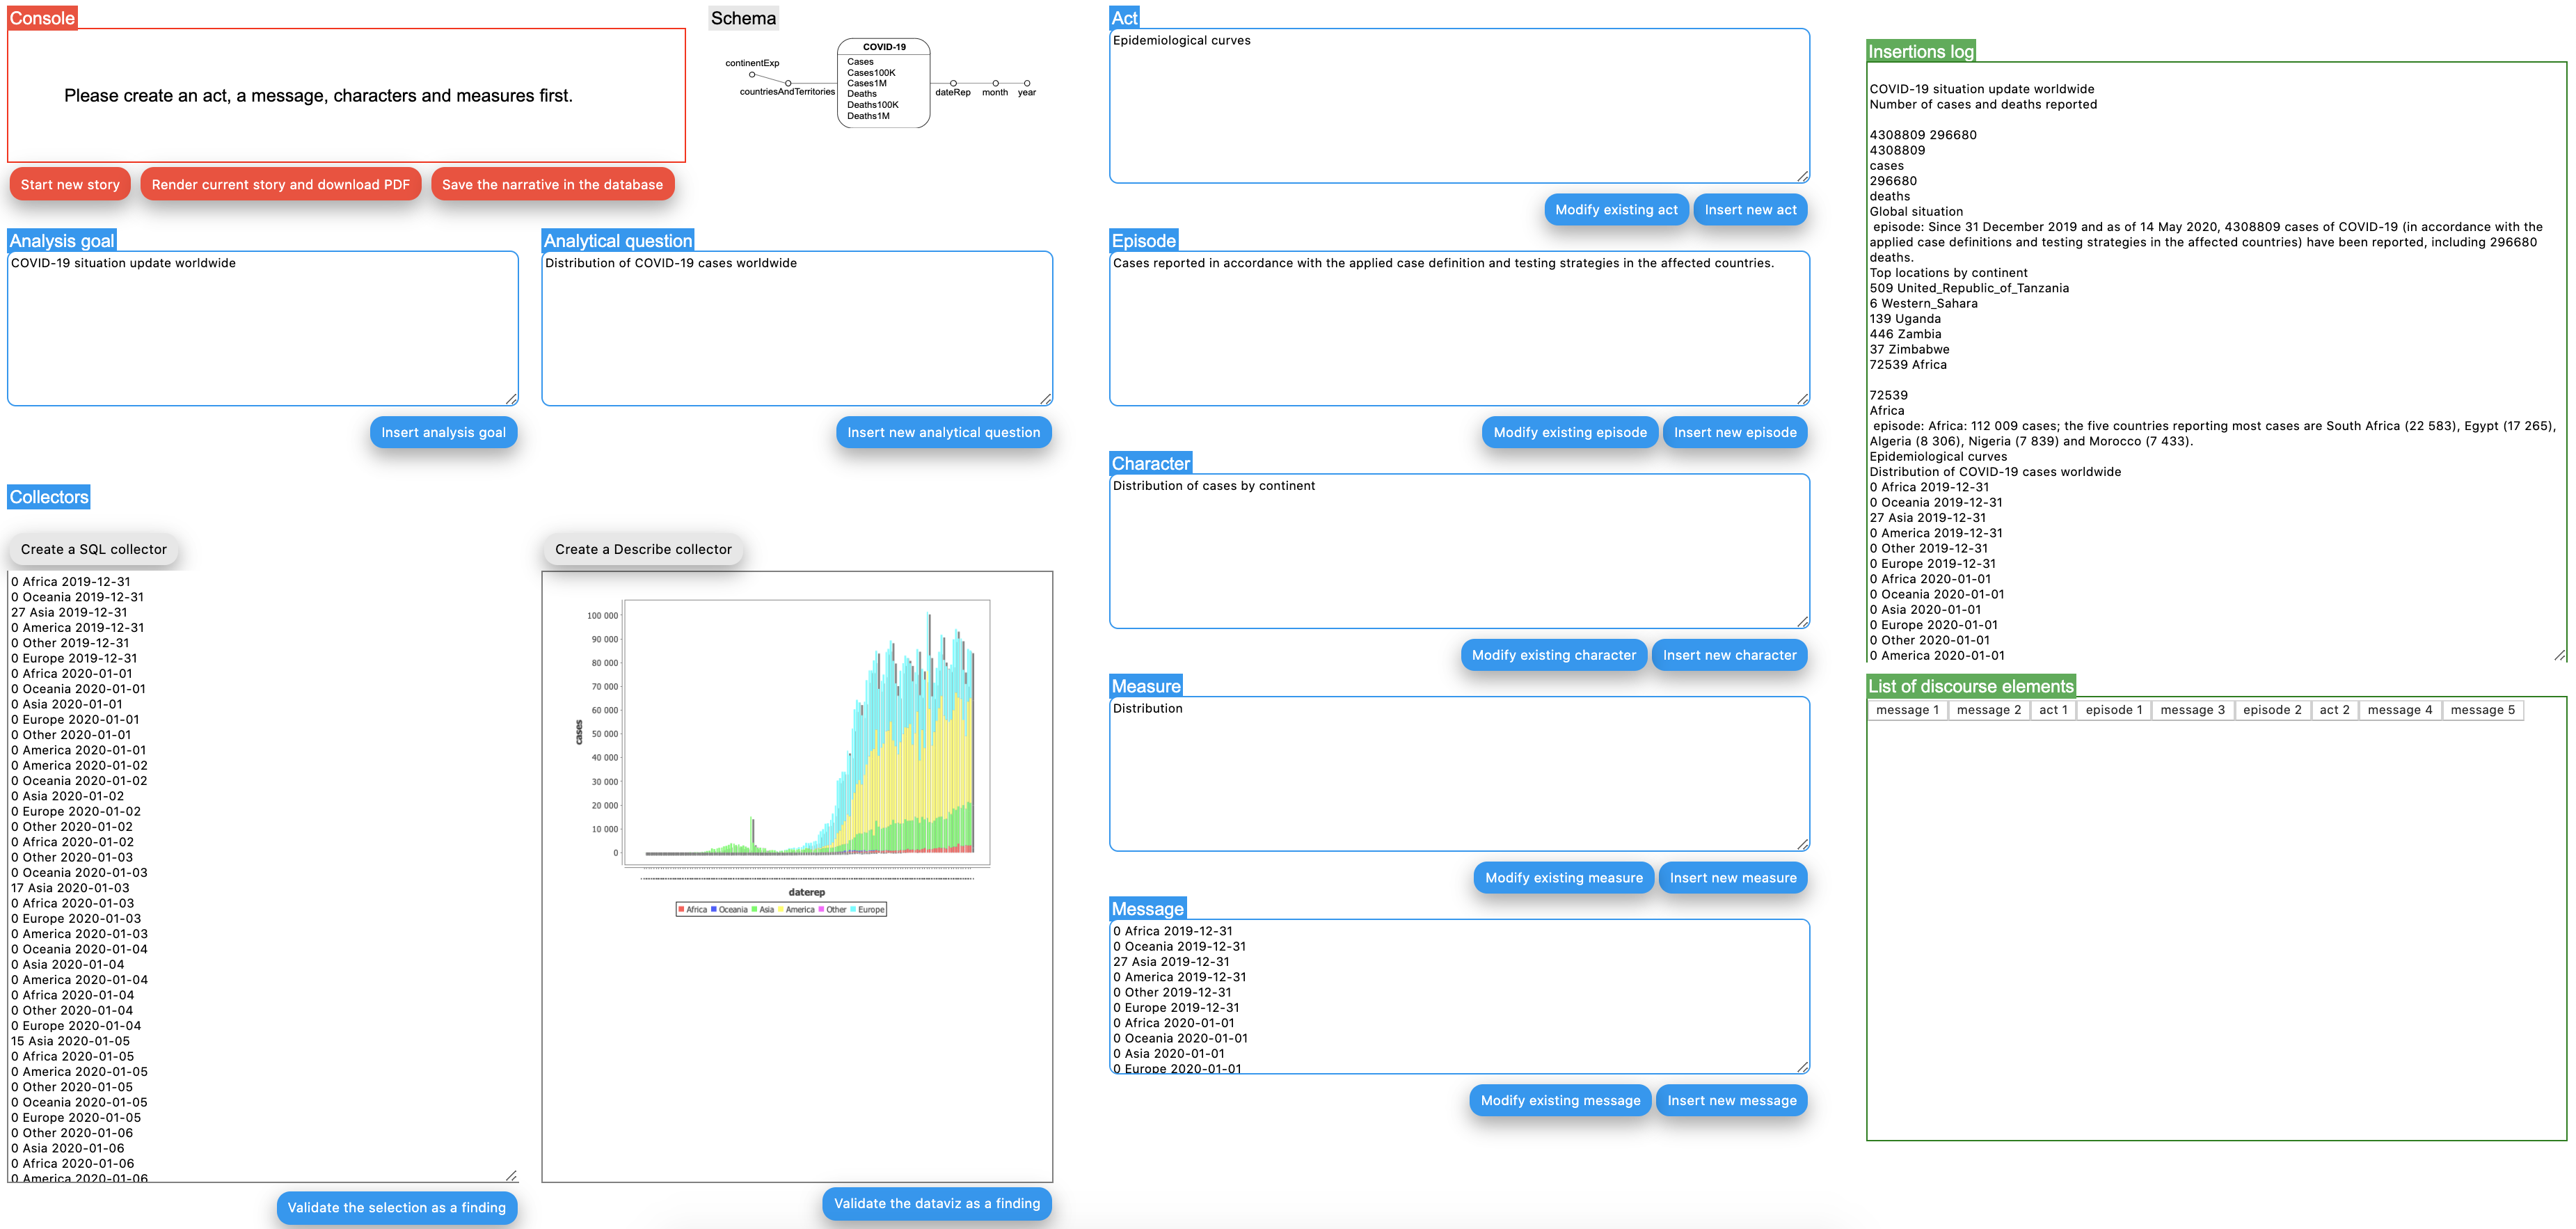 Console
Please create an act, a message, characters and measures first.
Start new story
Render current story and download PDF
Save the narrative in the database
Schema
COVID-19
Cases
Cases100K
Cases1M
Deaths
Deaths100K
Deaths1M
continentExp
countriesAndTerritories
dateRep
month
year
Analysis goal
COVID-19 situation update worldwide
Insert analysis goal
Analytical question
Distribution of COVID-19 cases worldwide
Insert new analytical question
Collectors
Create a SQL collector
0 Africa 2019-12-31
0 Oceania 2019-12-31
27 Asia 2019-12-31
0 America 2019-12-31
0 Other 2019-12-31
0 Europe 2019-12-31
0 Africa 2020-01-01
0 Oceania 2020-01-01
0 Asia 2020-01-01
0 Europe 2020-01-01
0 Other 2020-01-01
0 America 2020-01-01
0 America 2020-01-02
0 Oceania 2020-01-02
0 Asia 2020-01-02
0 Europe 2020-01-02
0 Other 2020-01-02
0 Africa 2020-01-02
0 Other 2020-01-03
0 Oceania 2020-01-03
17 Asia 2020-01-03
0 Africa 2020-01-03
0 Europe 2020-01-03
0 America 2020-01-03
0 Oceania 2020-01-04
0 Asia 2020-01-04
0 America 2020-01-04
0 Africa 2020-01-04
0 Other 2020-01-04
0 Europe 2020-01-04
15 Asia 2020-01-05
0 Africa 2020-01-05
0 America 2020-01-05
0 Other 2020-01-05
0 Oceania 2020-01-05
0 Europe 2020-01-05
0 Other 2020-01-06
0 Asia 2020-01-06
0 Africa 2020-01-06
0 America 2020-01-06
Validate the selection as a finding
Create a Describe collector
100 000
90 000
80 000
70 000
60 000
50 000
40 000
30 000
20 000
10 000
0
cases
daterep
Africa Oceania Asia America Other Europe
Validate the dataviz as a finding
Act
Epidemiological curves
Modify existing act
Insert new act
Episode
Cases reported in accordance with the applied case definition and testing strategies in the affected countries.
Modify existing episode
Insert new episode
Character
Distribution of cases by continent
Modify existing character
Insert new character
Measure
Distribution
Modify existing measure
Insert new measure
Message
0 Africa 2019-12-31
0 Oceania 2019-12-31
27 Asia 2019-12-31
0 America 2019-12-31
0 Other 2019-12-31
0 Europe 2019-12-31
0 Africa 2020-01-01
0 Oceania 2020-01-01
0 Asia 2020-01-01
0 Europe 2020-01-01
Modify existing message
Insert new message
Insertions log
COVID-19 situation update worldwide
Number of cases and deaths reported
4308809 296680
4308809
cases
296680
deaths
Global situation
episode: Since 31 December 2019 and as of 14 May 2020, 4308809 cases of COVID-19 (in accordance with the
applied case definitions and testing strategies in the affected countries) have been reported, including 296680
deaths.
Top locations by continent
509 United_Republic_of_Tanzania
6 Western_Sahara
139 Uganda
446 Zambia
37 Zimbabwe
72539 Africa
72539
Africa
episode: Africa: 112 009 cases; the five countries reporting most cases are South Africa (22 583), Egypt (17 265),
Algeria (8 306), Nigeria (7 839) and Morocco (7 433).
Epidemiological curves
Distribution of COVID-19 cases worldwide
0 Africa 2019-12-31
0 Oceania 2019-12-31
27 Asia 2019-12-31
0 America 2019-12-31
0 Other 2019-12-31
0 Europe 2019-12-31
0 Africa 2020-01-01
0 Oceania 2020-01-01
0 Asia 2020-01-01
0 Europe 2020-01-01
0 Other 2020-01-01
0 America 2020-01-01
List of discourse elements
message 1
message 2
act 1
episode 1
message 3
episode 2
act 2
message 4
message 5